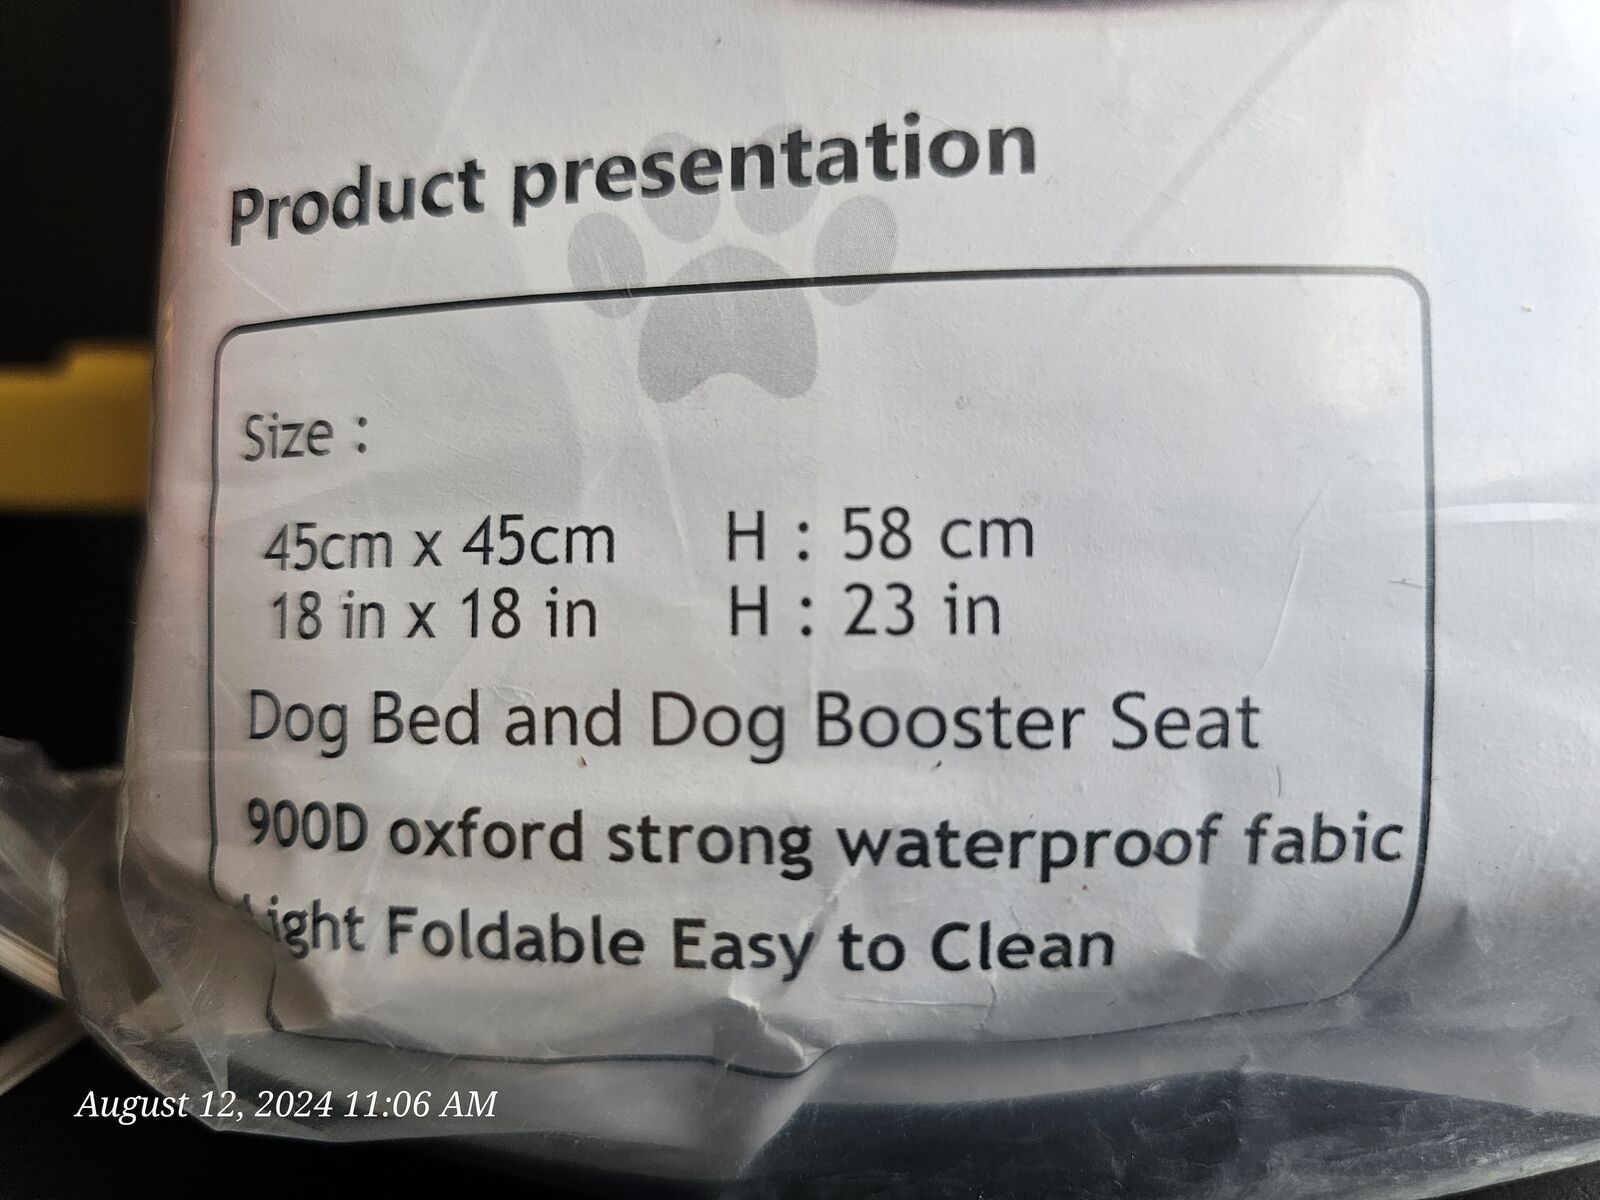 Product presentation
Size :
45cm x 45cm H : 58 cm
18 in x 18 in H : 23 in
Dog Bed and Dog Booster Seat
900D oxford strong waterproof fabic
Light Foldable Easy to Clean
August 12, 2024 11:06 AM